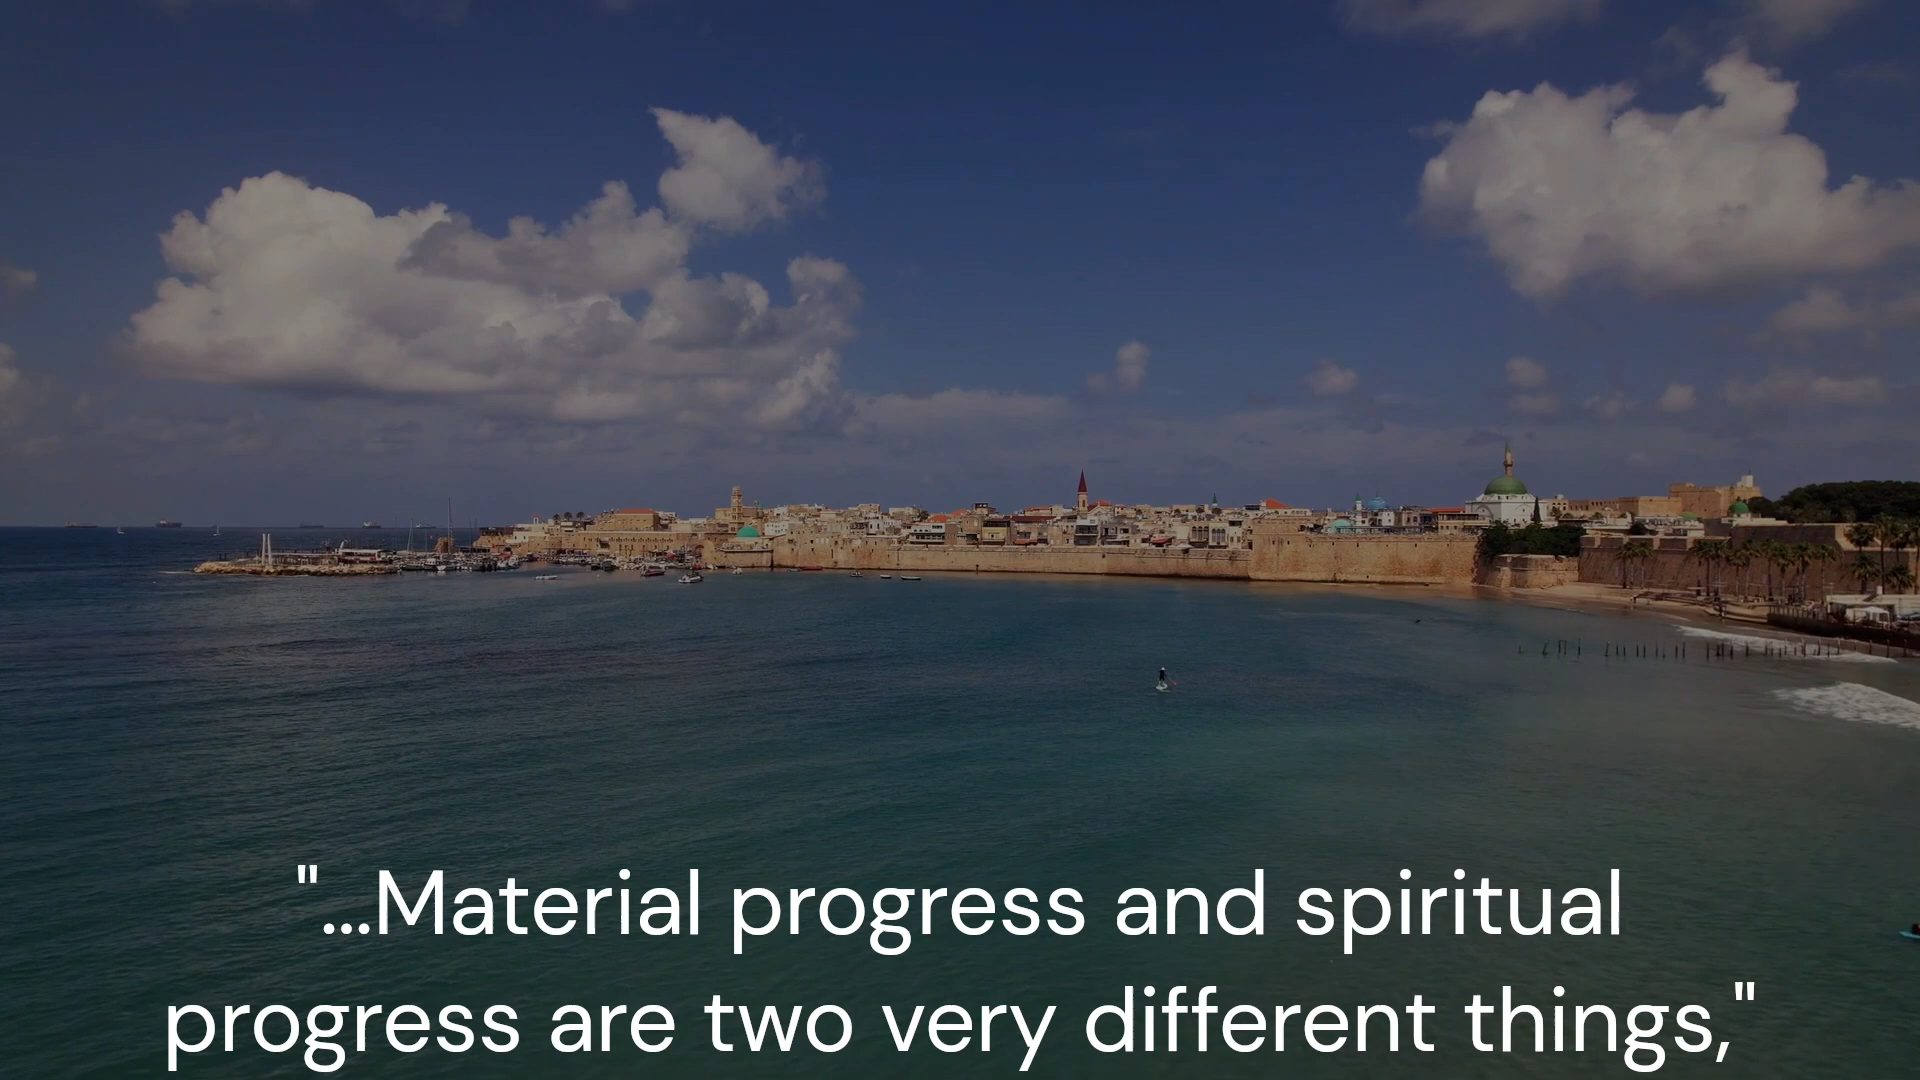 "...Material progress and spiritual
progress are two very different things,"